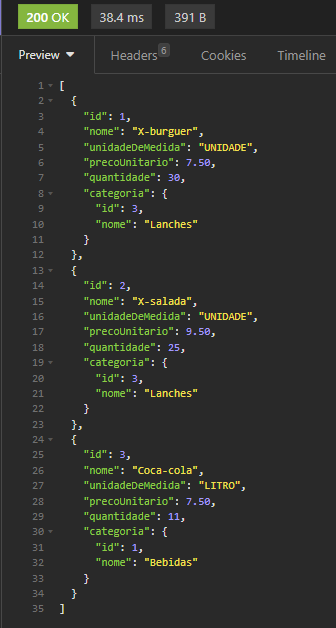 200 OK 38.4 ms 391 B
Preview Headers 6 Cookies Timeline
1 [
2 {
3 "id": 1,
4 "nome": "X-burguer",
5 "unidadeDeMedida": "UNIDADE",
6 "precoUnitario": 7.50,
7 "quantidade": 30,
8 "categoria": {
9 "id": 3,
10 "nome": "Lanches"
11 }
12 },
13 {
14 "id": 2,
15 "nome": "X-salada",
16 "unidadeDeMedida": "UNIDADE",
17 "precoUnitario": 9.50,
18 "quantidade": 25,
19 "categoria": {
20 "id": 3,
21 "nome": "Lanches"
22 }
23 },
24 {
25 "id": 3,
26 "nome": "Coca-cola",
27 "unidadeDeMedida": "LITRO",
28 "precoUnitario": 7.50,
29 "quantidade": 11,
30 "categoria": {
31 "id": 1,
32 "nome": "Bebidas"
33 }
34 }
35 ]